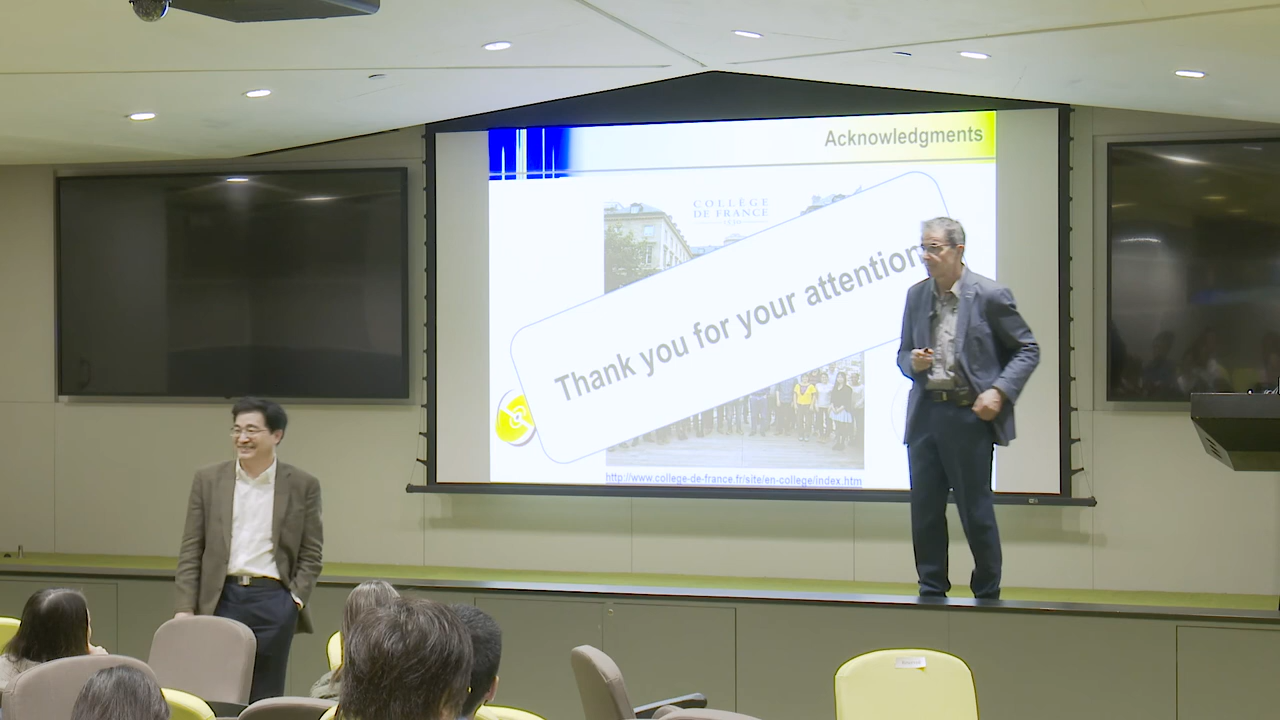 Acknowledgments
COLLÈGE
DE FRANCE
Thank you for your attention
http://www.college-de-france.fr/site/en-college/index.htm